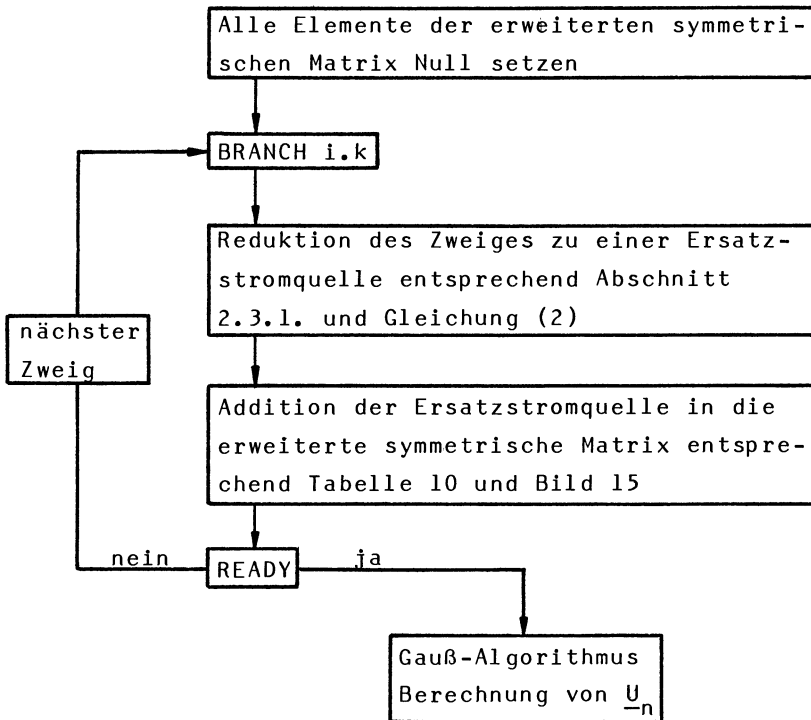 Alle Elemente der erweiterten symmetri-
schen Matrix Null setzen
BRANCH i.k
Reduktion des Zweiges zu einer Ersatz-
stromquelle entsprechend Abschnitt
2.3.1. und Gleichung (2)
nächster
Zweig
Addition der Ersatzstromquelle in die
erweiterte symmetrische Matrix entspre-
chend Tabelle 10 und Bild 15
nein
READY
ja
Gauß-Algorithmus
Berechnung von U_n